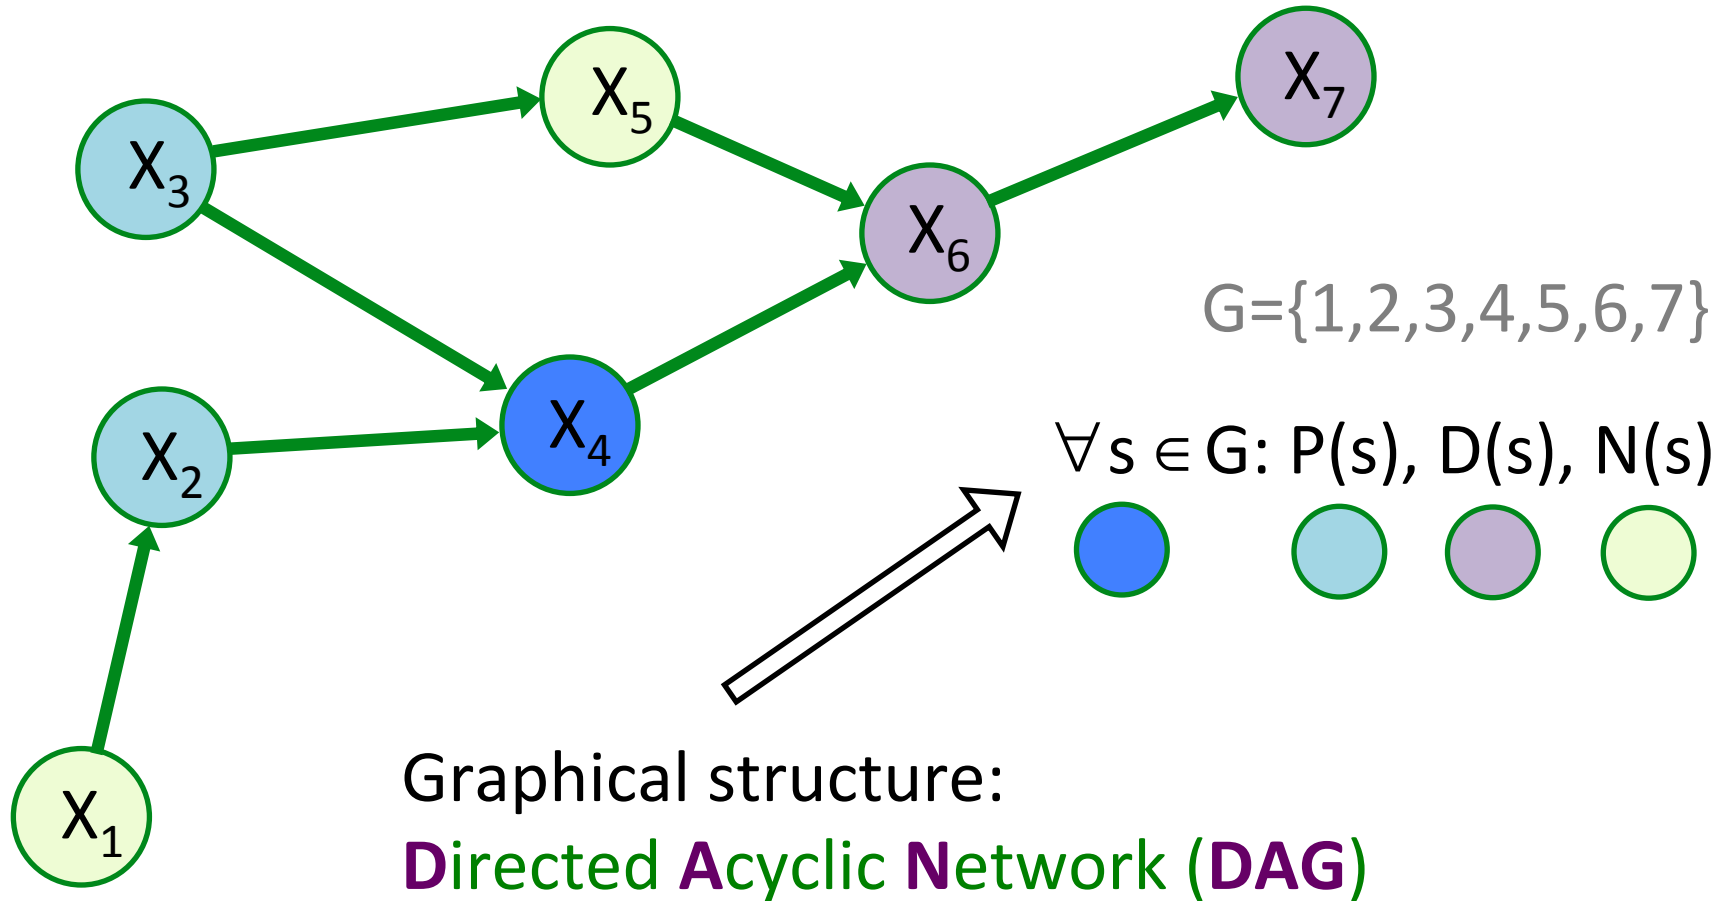 X₇
X₅
X₃
X₆
G={1,2,3,4,5,6,7}
X₄
X₂
∀s ∈ G: P(s), D(s), N(s)
Graphical structure:
X₁
Directed Acyclic Network (DAG)